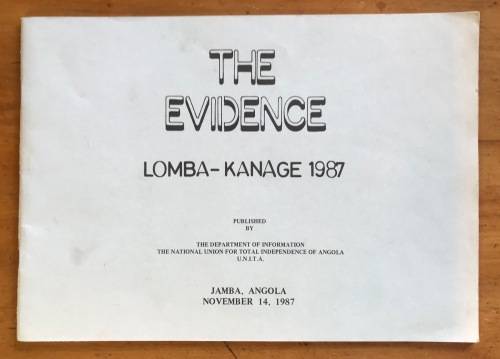 THE
EVIDENCE
LOMBA-KANAGE 1987
PUBLISHED
BY
THE DEPARTMENT OF INFORMATION
THE NATIONAL UNION FOR TOTAL INDEPENDENCE OF ANGOLA
U.N.I.T.A.
JAMBA, ANGOLA
NOVEMBER 14, 1987